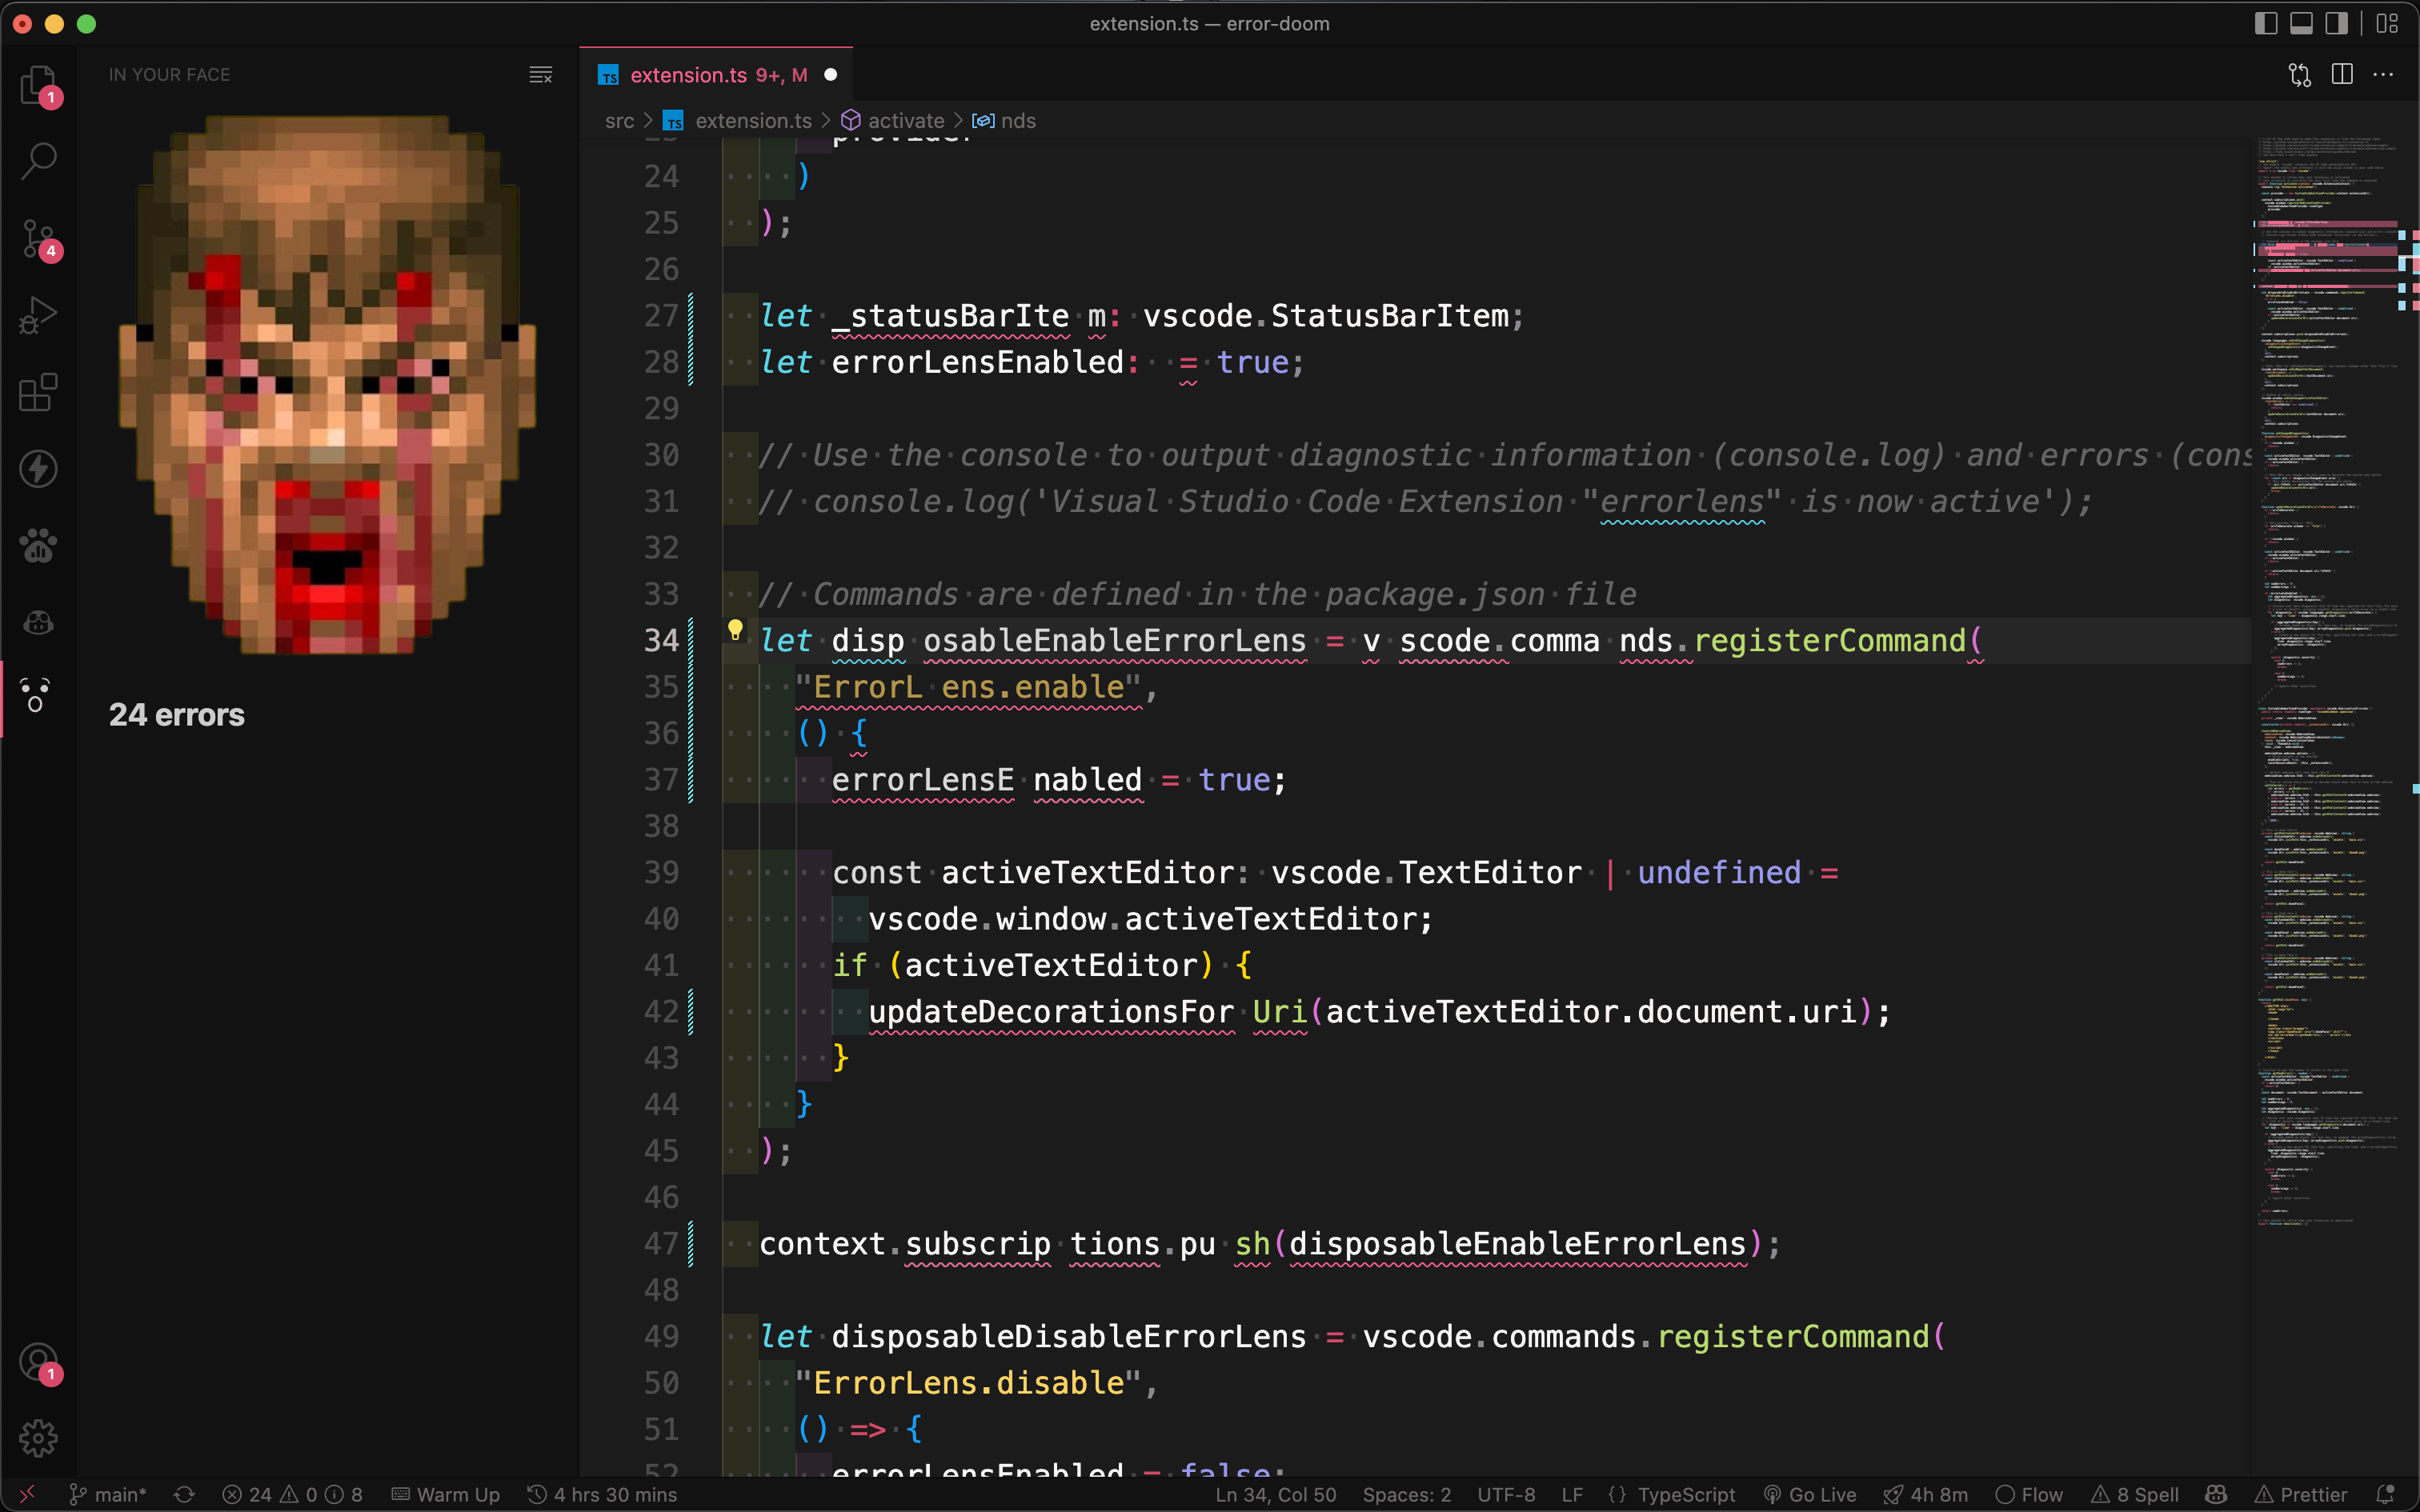 extension.ts — error-doom
IN YOUR FACE
extension.ts 9+, M
src > TS extension.ts > activate > nds
1
4
24 errors
1
24 )
25 );
26
27 let _statusBarIte m: vscode.StatusBarItem;
28 let errorLensEnabled:  = true;
29
30 // Use the console to output diagnostic information (console.log) and errors (cons
31 // console.log('Visual Studio Code Extension "errorlens" is now active');
32
33 // Commands are defined in the package.json file
34 let disp osableEnableErrorLens = v scode.comma nds.registerCommand(
35 "ErrorL ens.enable",
36 () {
37 errorLensE nabled = true;
38
39 const activeTextEditor: vscode.TextEditor | undefined =
40 vscode.window.activeTextEditor;
41 if (activeTextEditor) {
42 updateDecorationsFor Uri(activeTextEditor.document.uri);
43 }
44 }
45 );
46
47 context.subscrip tions.pu sh(disposableEnableErrorLens);
48
49 let disposableDisableErrorLens = vscode.commands.registerCommand(
50 "ErrorLens.disable",
51 () => {
52 errorLensEnabled = false;
main* 24 0 8 Warm Up 4 hrs 30 mins Ln 34, Col 50 Spaces: 2 UTF-8 LF {} TypeScript Go Live 4h 8m Flow 8 Spell Prettier